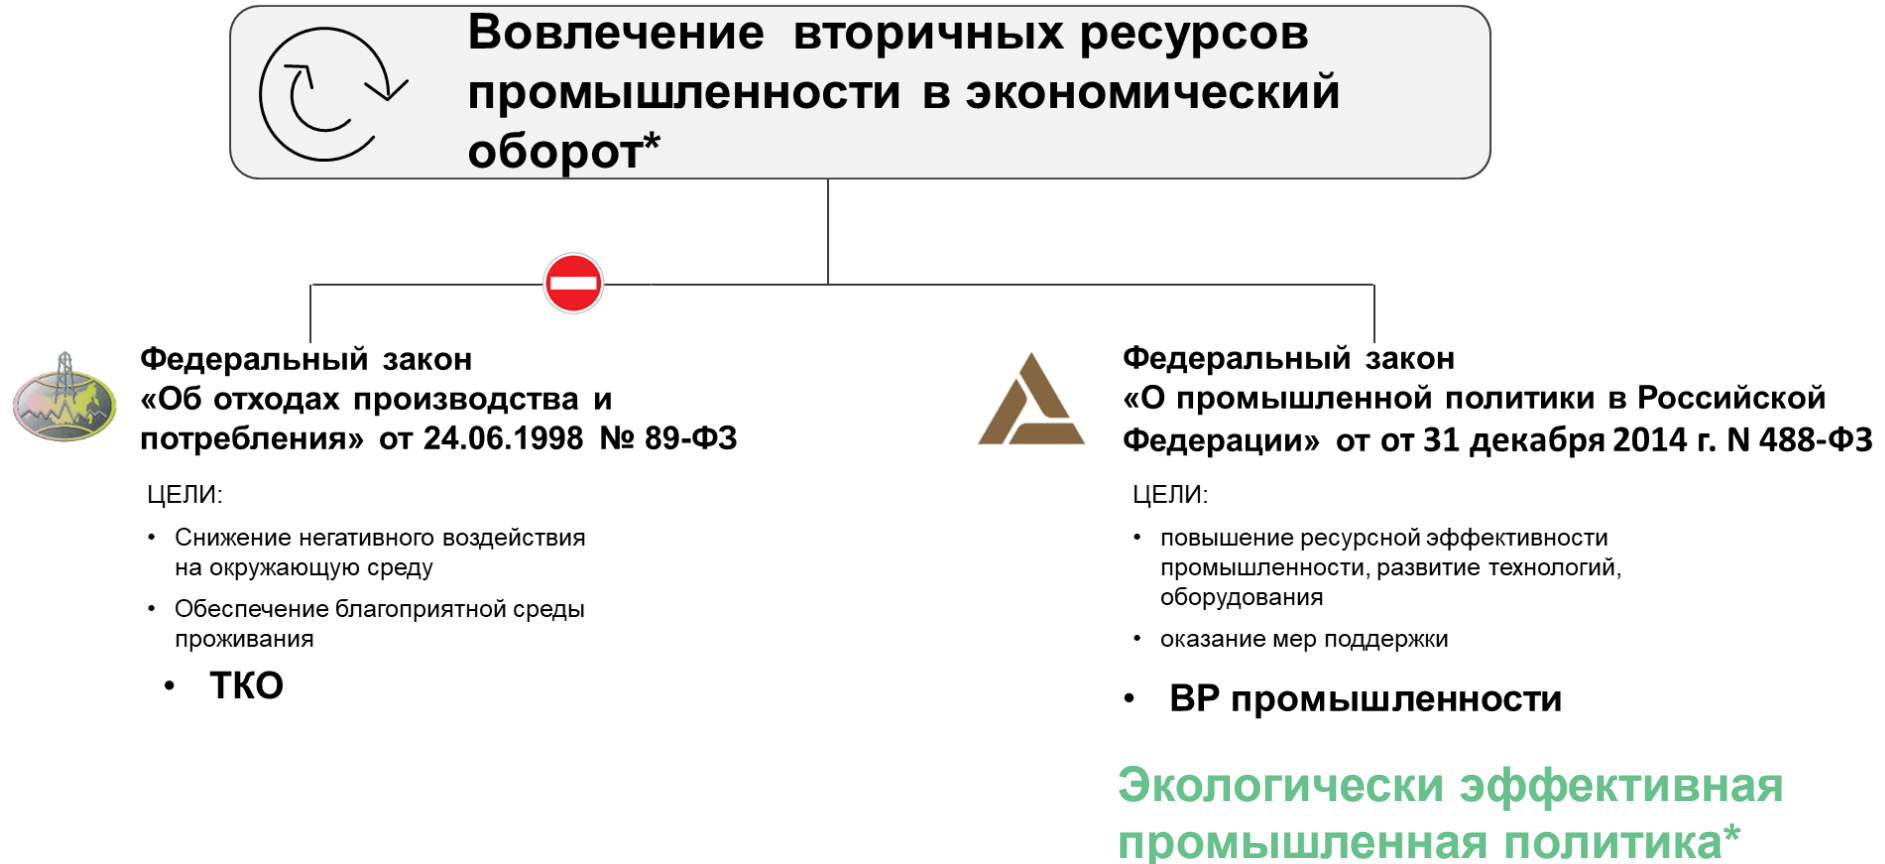 Вовлечение вторичных ресурсов
промышленности в экономический
оборот*
Федеральный закон
«Об отходах производства и
потребления» от 24.06.1998 № 89-ФЗ
ЦЕЛИ:
• Снижение негативного воздействия
на окружающую среду
• Обеспечение благоприятной среды
проживания
• ТКО
Федеральный закон
«О промышленной политики в Российской
Федерации» от от 31 декабря 2014 г. N 488-ФЗ
ЦЕЛИ:
• повышение ресурсной эффективности
промышленности, развитие технологий,
оборудования
• оказание мер поддержки
• ВР промышленности
Экологически эффективная
промышленная политика*